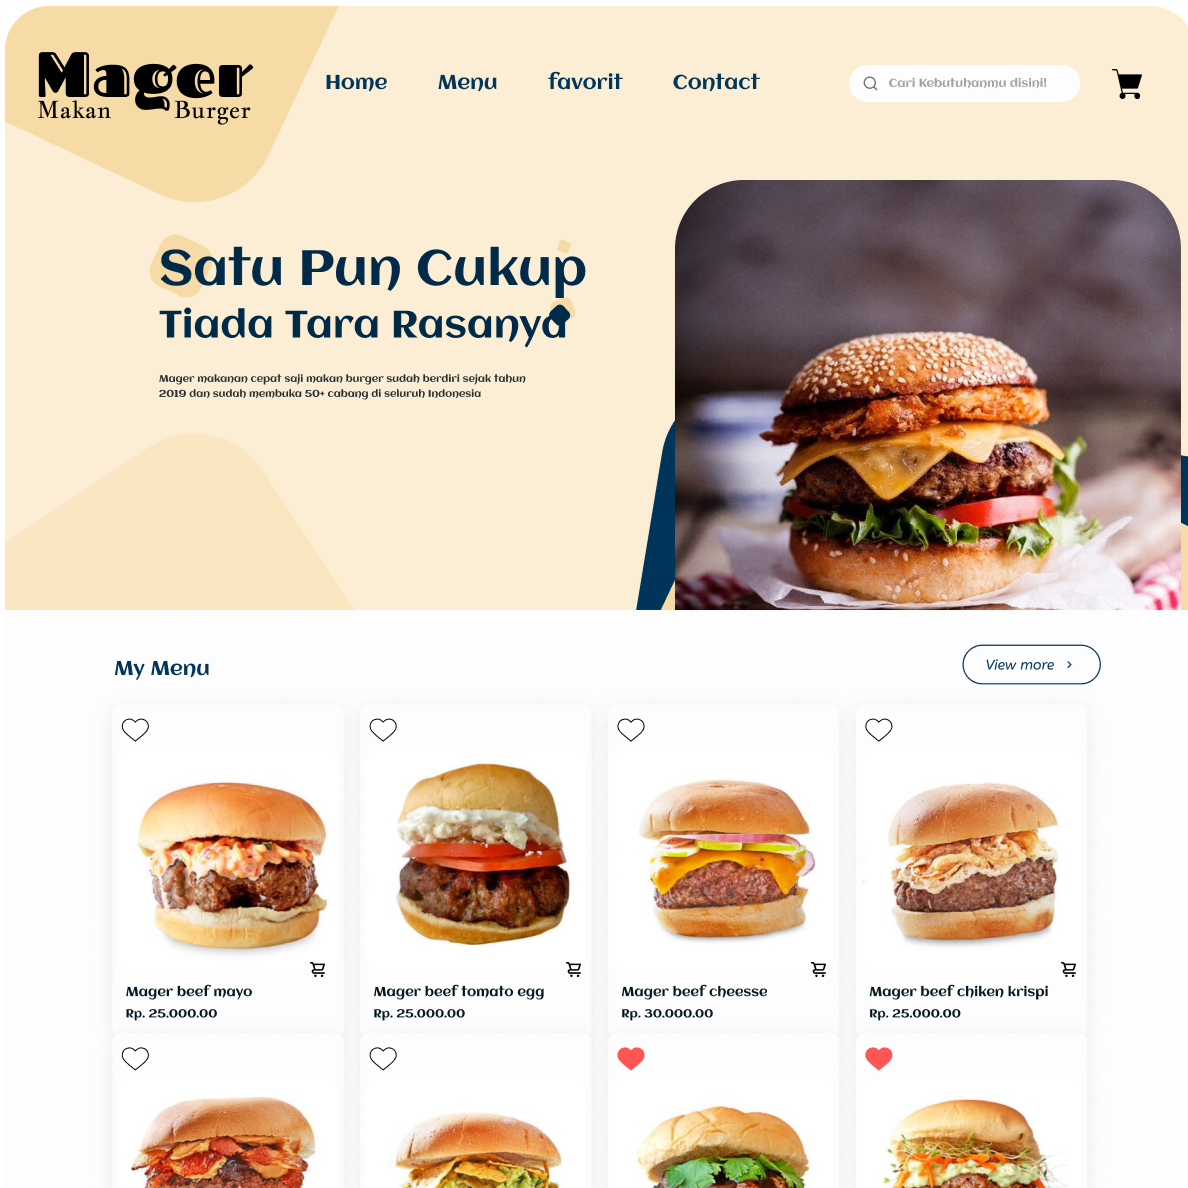 Mager
Makan Burger
Home Menu favorit Contact
Cari Kebutuhanmu disini!
Satu Pun Cukup
Tiada Tara Rasanya
Mager makanan cepat saji makan burger sudah berdiri sejak tahun
2019 dan sudah membuka 50+ cabang di seluruh Indonesia
My Menu
View more
Mager beef mayo
Rp. 25.000.00
Mager beef tomato egg
Rp. 25.000.00
Mager beef cheesse
Rp. 30.000.00
Mager beef chiken krispi
Rp. 25.000.00